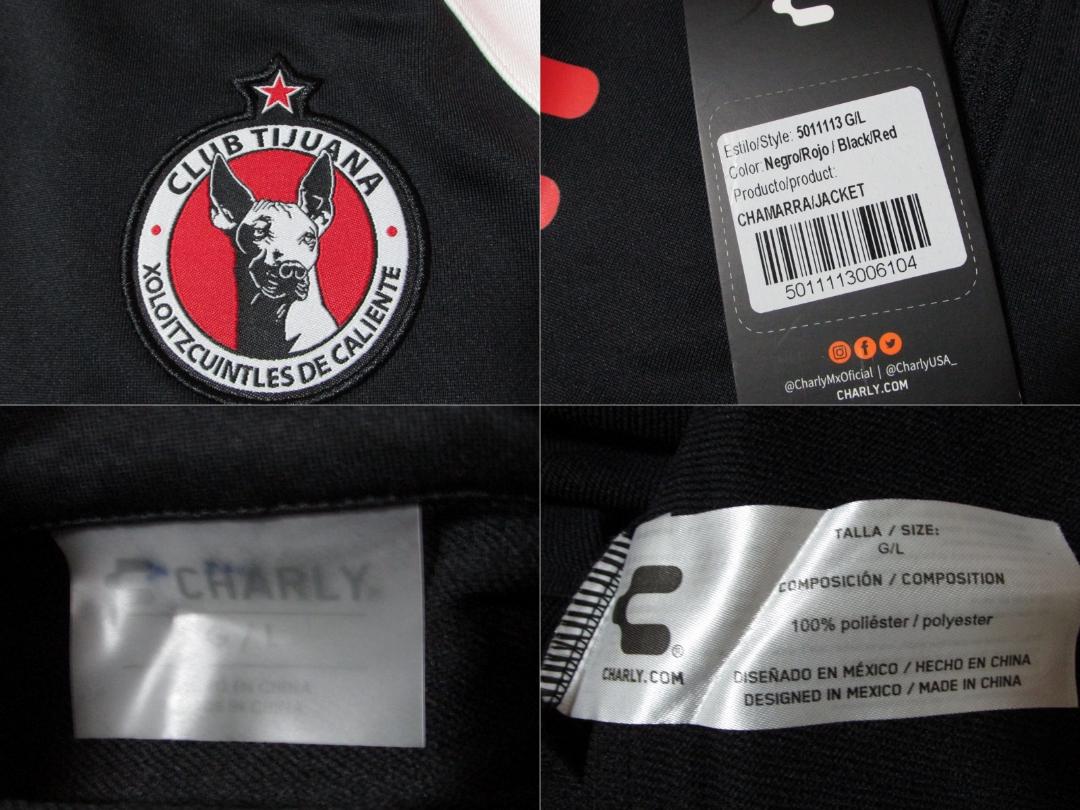 CLUB TIJUANA
XOLOITZCUINTLES DE CALIENTE
Estilo/Style: 5011113 G/L
Color: Negro/Rojo / Black/Red
Producto/product:
CHAMARRA/JACKET
5011113006104
@CharlyMxOficial | @CharlyUSA_
CHARLY.COM
CHARLY
/ L
EN CHINA
TALLA / SIZE:
G/L
COMPOSICIÓN / COMPOSITION
100% poliéster / polyester
CHARLY.COM
DISEÑADO EN MÉXICO / HECHO EN CHINA
DESIGNED IN MEXICO / MADE IN CHINA